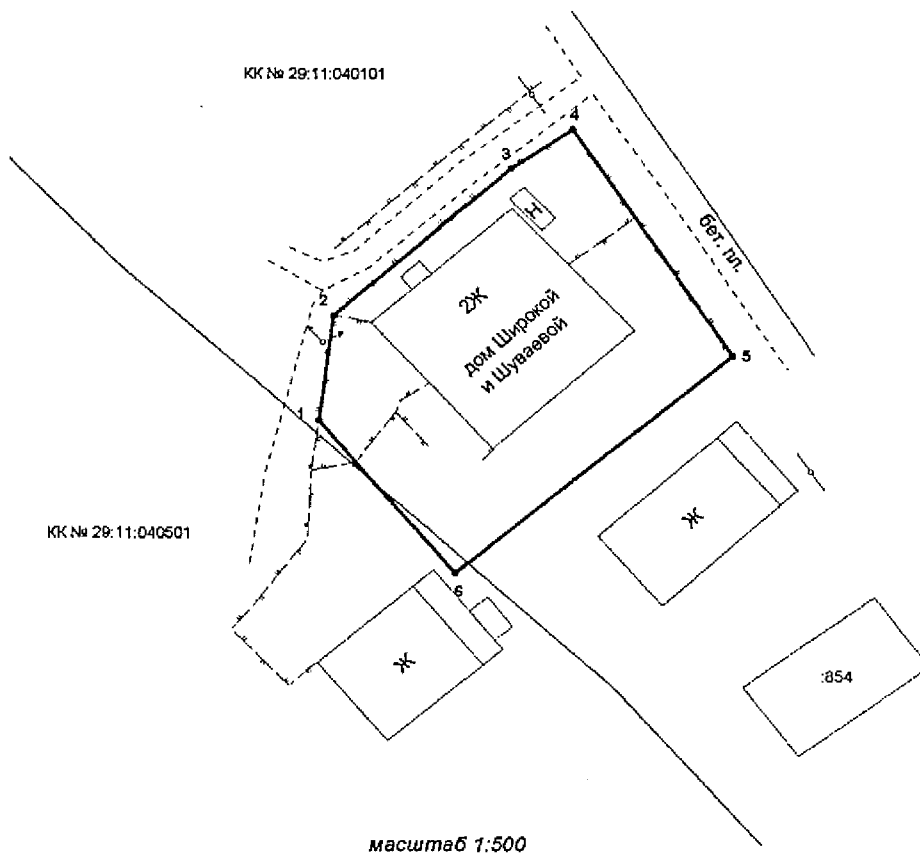 КК № 29:11:040101
4
3
Н
бет. пл.
2
2Ж
дом Широкой
и Шуваевой
5
1
Ж
КК № 29:11:040501
6
Ж
:854
масштаб 1:500